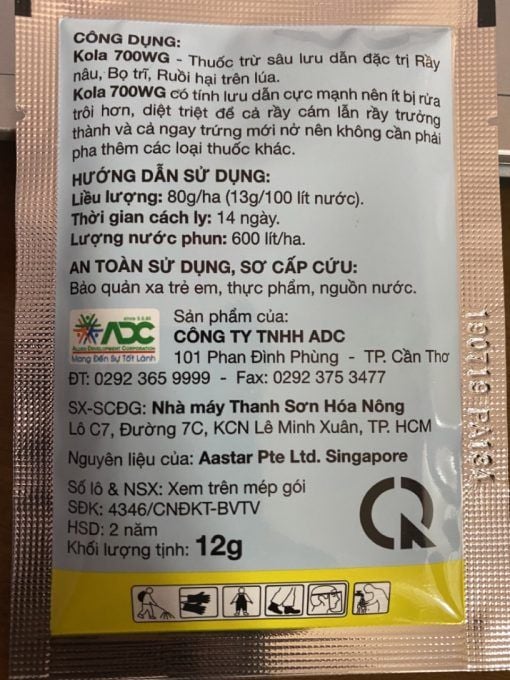 CÔNG DỤNG:
Kola 700WG - Thuốc trừ sâu lưu dẫn đặc trị Rầy
nâu, Bọ trĩ, Ruồi hại trên lúa.
Kola 700WG có tính lưu dẫn cực mạnh nên ít bị rửa
trôi hơn, diệt triệt để cả rầy cám lẫn rầy trưởng
thành và cả ngay trứng mới nở nên không cần phải
pha thêm các loại thuốc khác.
HƯỚNG DẪN SỬ DỤNG:
Liều lượng: 80g/ha (13g/100 lít nước).
Thời gian cách ly: 14 ngày.
Lượng nước phun: 600 lít/ha.
AN TOÀN SỬ DỤNG, SƠ CẤP CỨU:
Bảo quản xa trẻ em, thực phẩm, nguồn nước.
ADC
ALLIED DEVELOPMENT CORPORATION
Mang Đến Sự Tốt Lành
Sản phẩm của:
CÔNG TY TNHH ADC
101 Phan Đình Phùng - TP. Cần Thơ
ĐT: 0292 365 9999 - Fax: 0292 375 3477
SX-SCĐG: Nhà máy Thanh Sơn Hóa Nông
Lô C7, Đường 7C, KCN Lê Minh Xuân, TP. HCM
Nguyên liệu của: Aastar Pte Ltd. Singapore
Số lô & NSX: Xem trên mép gói
SĐK: 4346/CNĐKT-BVTV
HSD: 2 năm
Khối lượng tịnh: 12g